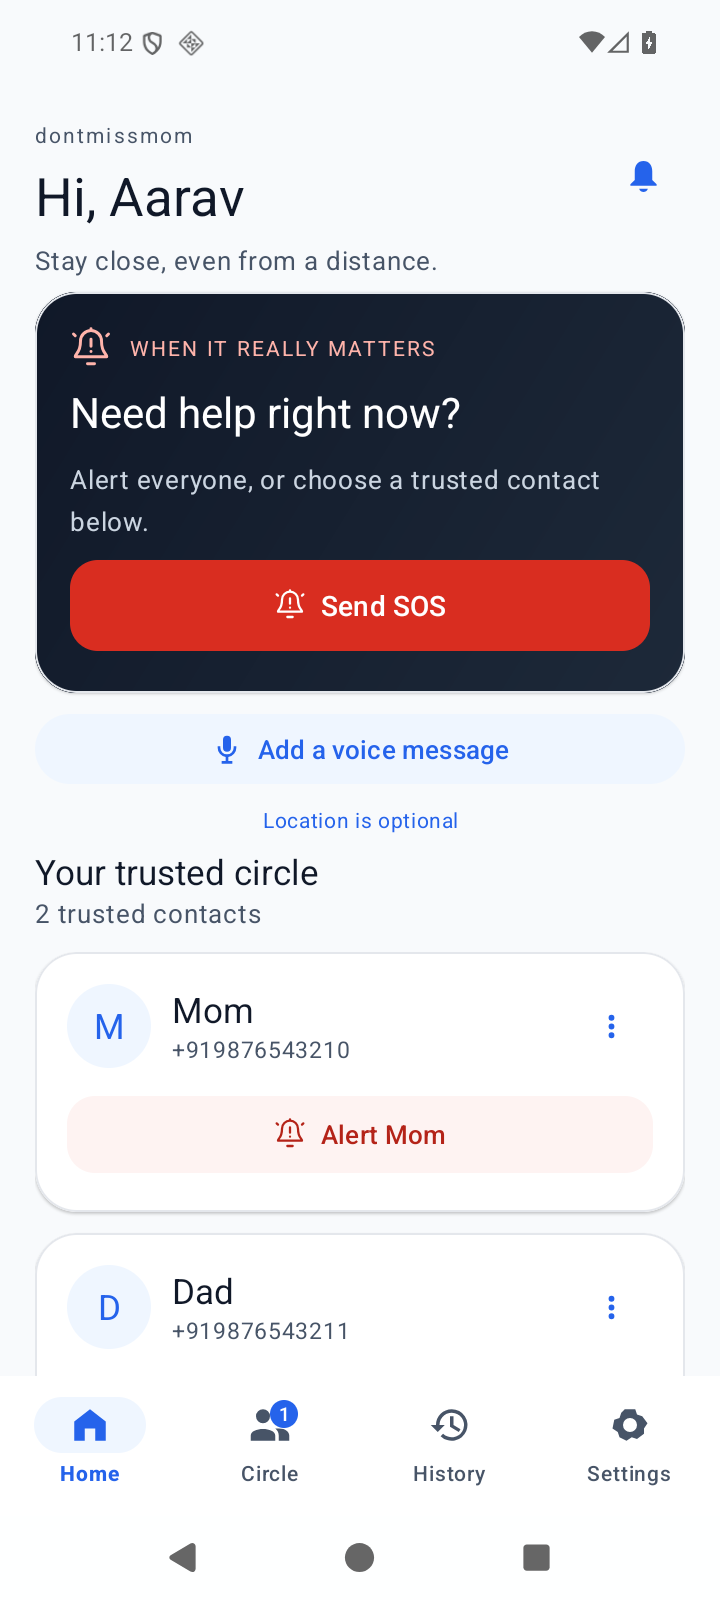 11:12
dontmissmom
Hi, Aarav
Stay close, even from a distance.
WHEN IT REALLY MATTERS
Need help right now?
Alert everyone, or choose a trusted contact
below.
Send SOS
Add a voice message
Location is optional
Your trusted circle
2 trusted contacts
M
Mom
+919876543210
Alert Mom
D
Dad
+919876543211
1
Home
Circle
History
Settings